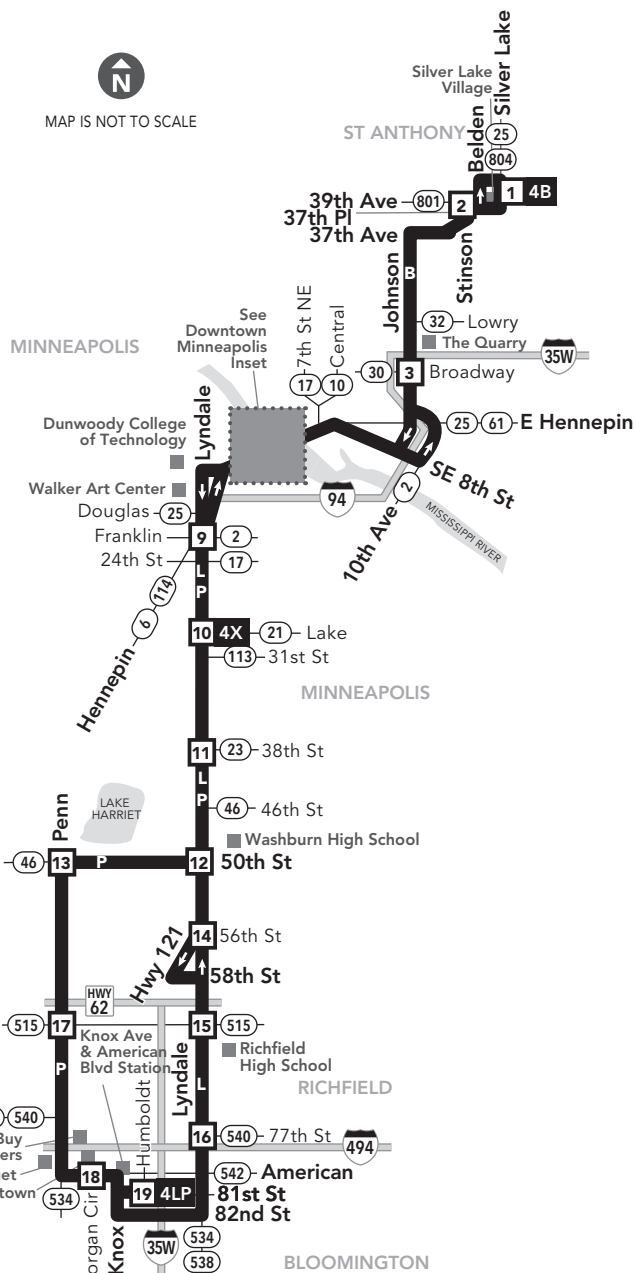 N
MAP IS NOT TO SCALE
Silver Lake
Village
Silver Lake
ST ANTHONY
Belden
25
804
39th Ave
801
2
1
4B
37th Pl
37th Ave
Johnson
B
Stinson
32
Lowry
The Quarry
35W
MINNEAPOLIS
See
Downtown
Minneapolis
Inset
7th St NE
Central
17
10
30
3
Broadway
Lyndale
25
61
E Hennepin
Dunwoody College
of Technology
SE 8th St
Walker Art Center
94
2
10th Ave
MISSISSIPPI RIVER
Douglas
25
Franklin
9
2
24th St
17
L
P
114
6
Hennepin
10
4X
21
Lake
113
31st St
MINNEAPOLIS
11
23
38th St
L
P
46
46th St
LAKE
HARRIET
Penn
Washburn High School
46
13
P
12
50th St
14
56th St
Hwy 121
58th St
HWY
62
515
17
15
515
Knox Ave
& American
Blvd Station
Richfield
High School
Lyndale
P
L
RICHFIELD
Humboldt
540
16
540
77th St
494
Buy
ers
et
town
18
542
American
534
19
4LP
81st St
82nd St
organ Cir
Knox
35W
534
538
BLOOMINGTON